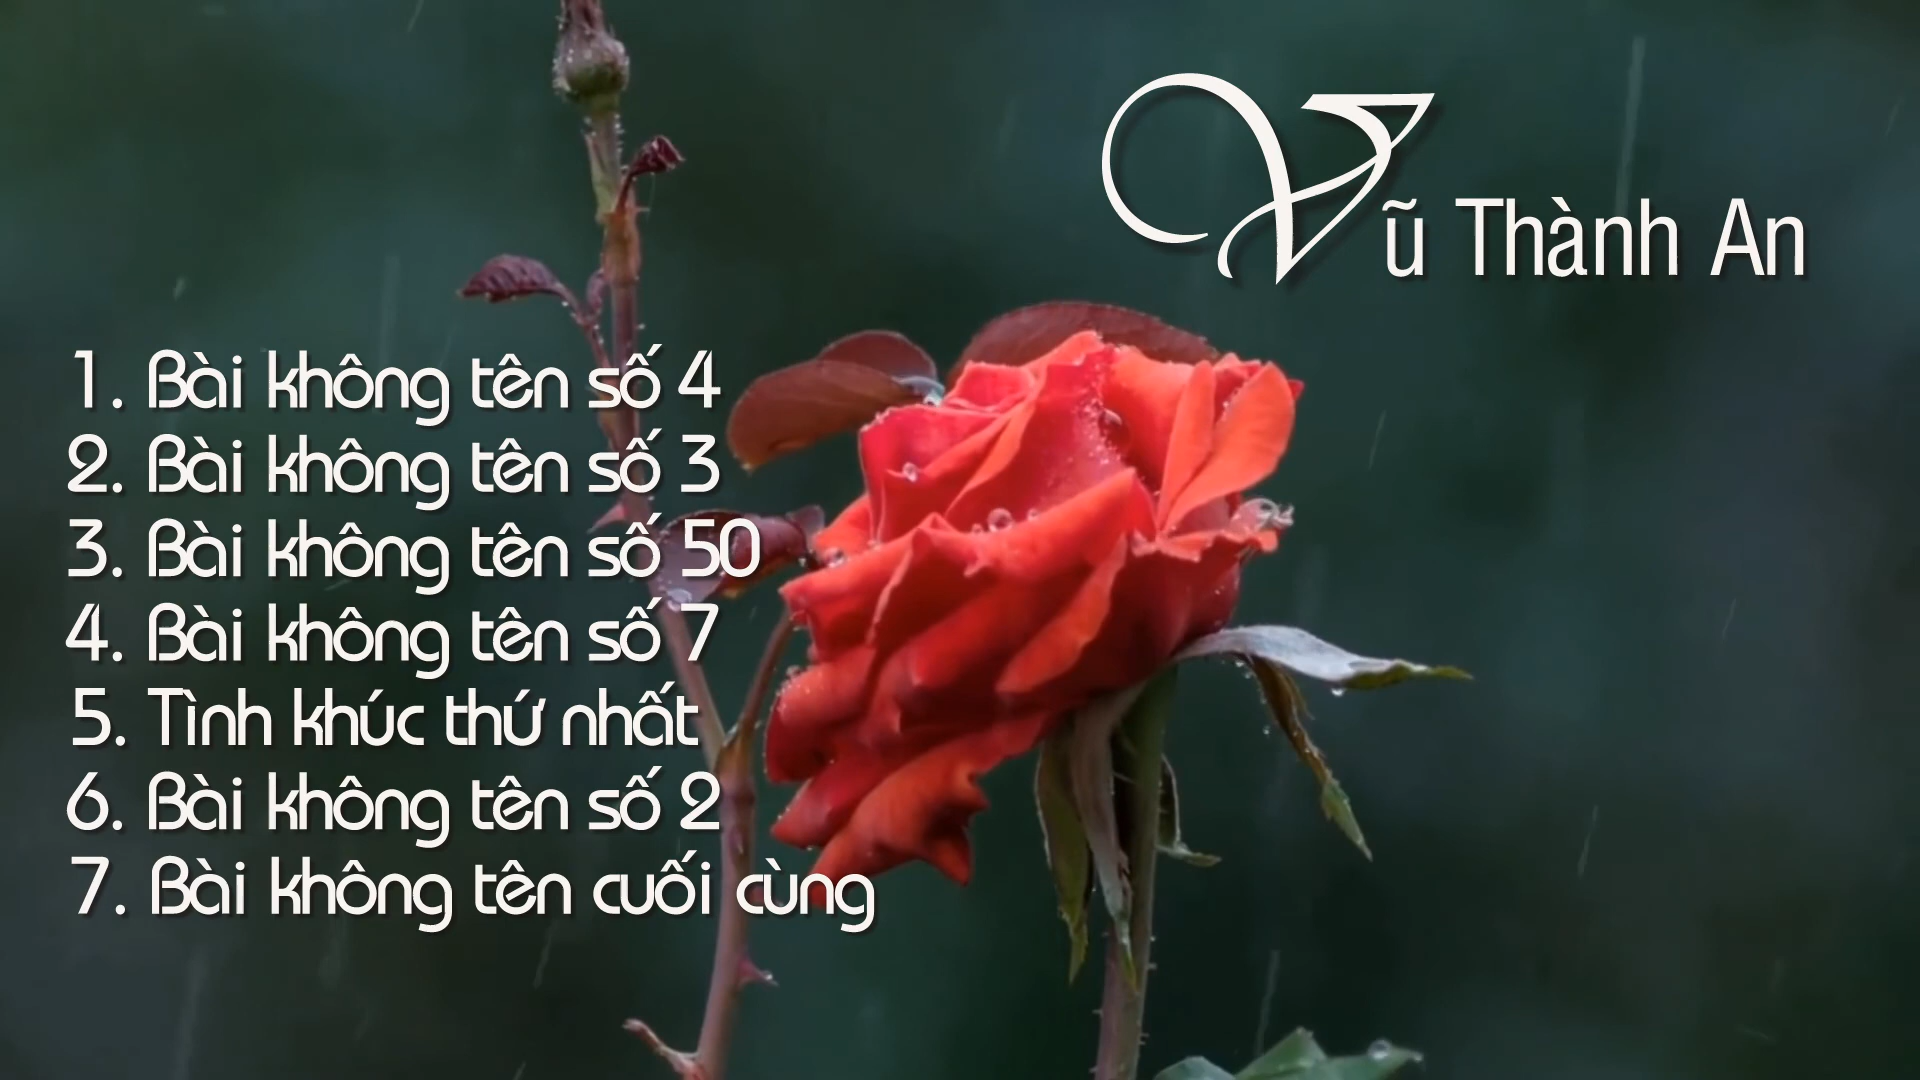 Vũ Thành An
1. Bài không tên số 4
2. Bài không tên số 3
3. Bài không tên số 50
4. Bài không tên số 7
5. Tình khúc thứ nhất
6. Bài không tên số 2
7. Bài không tên cuối cùng